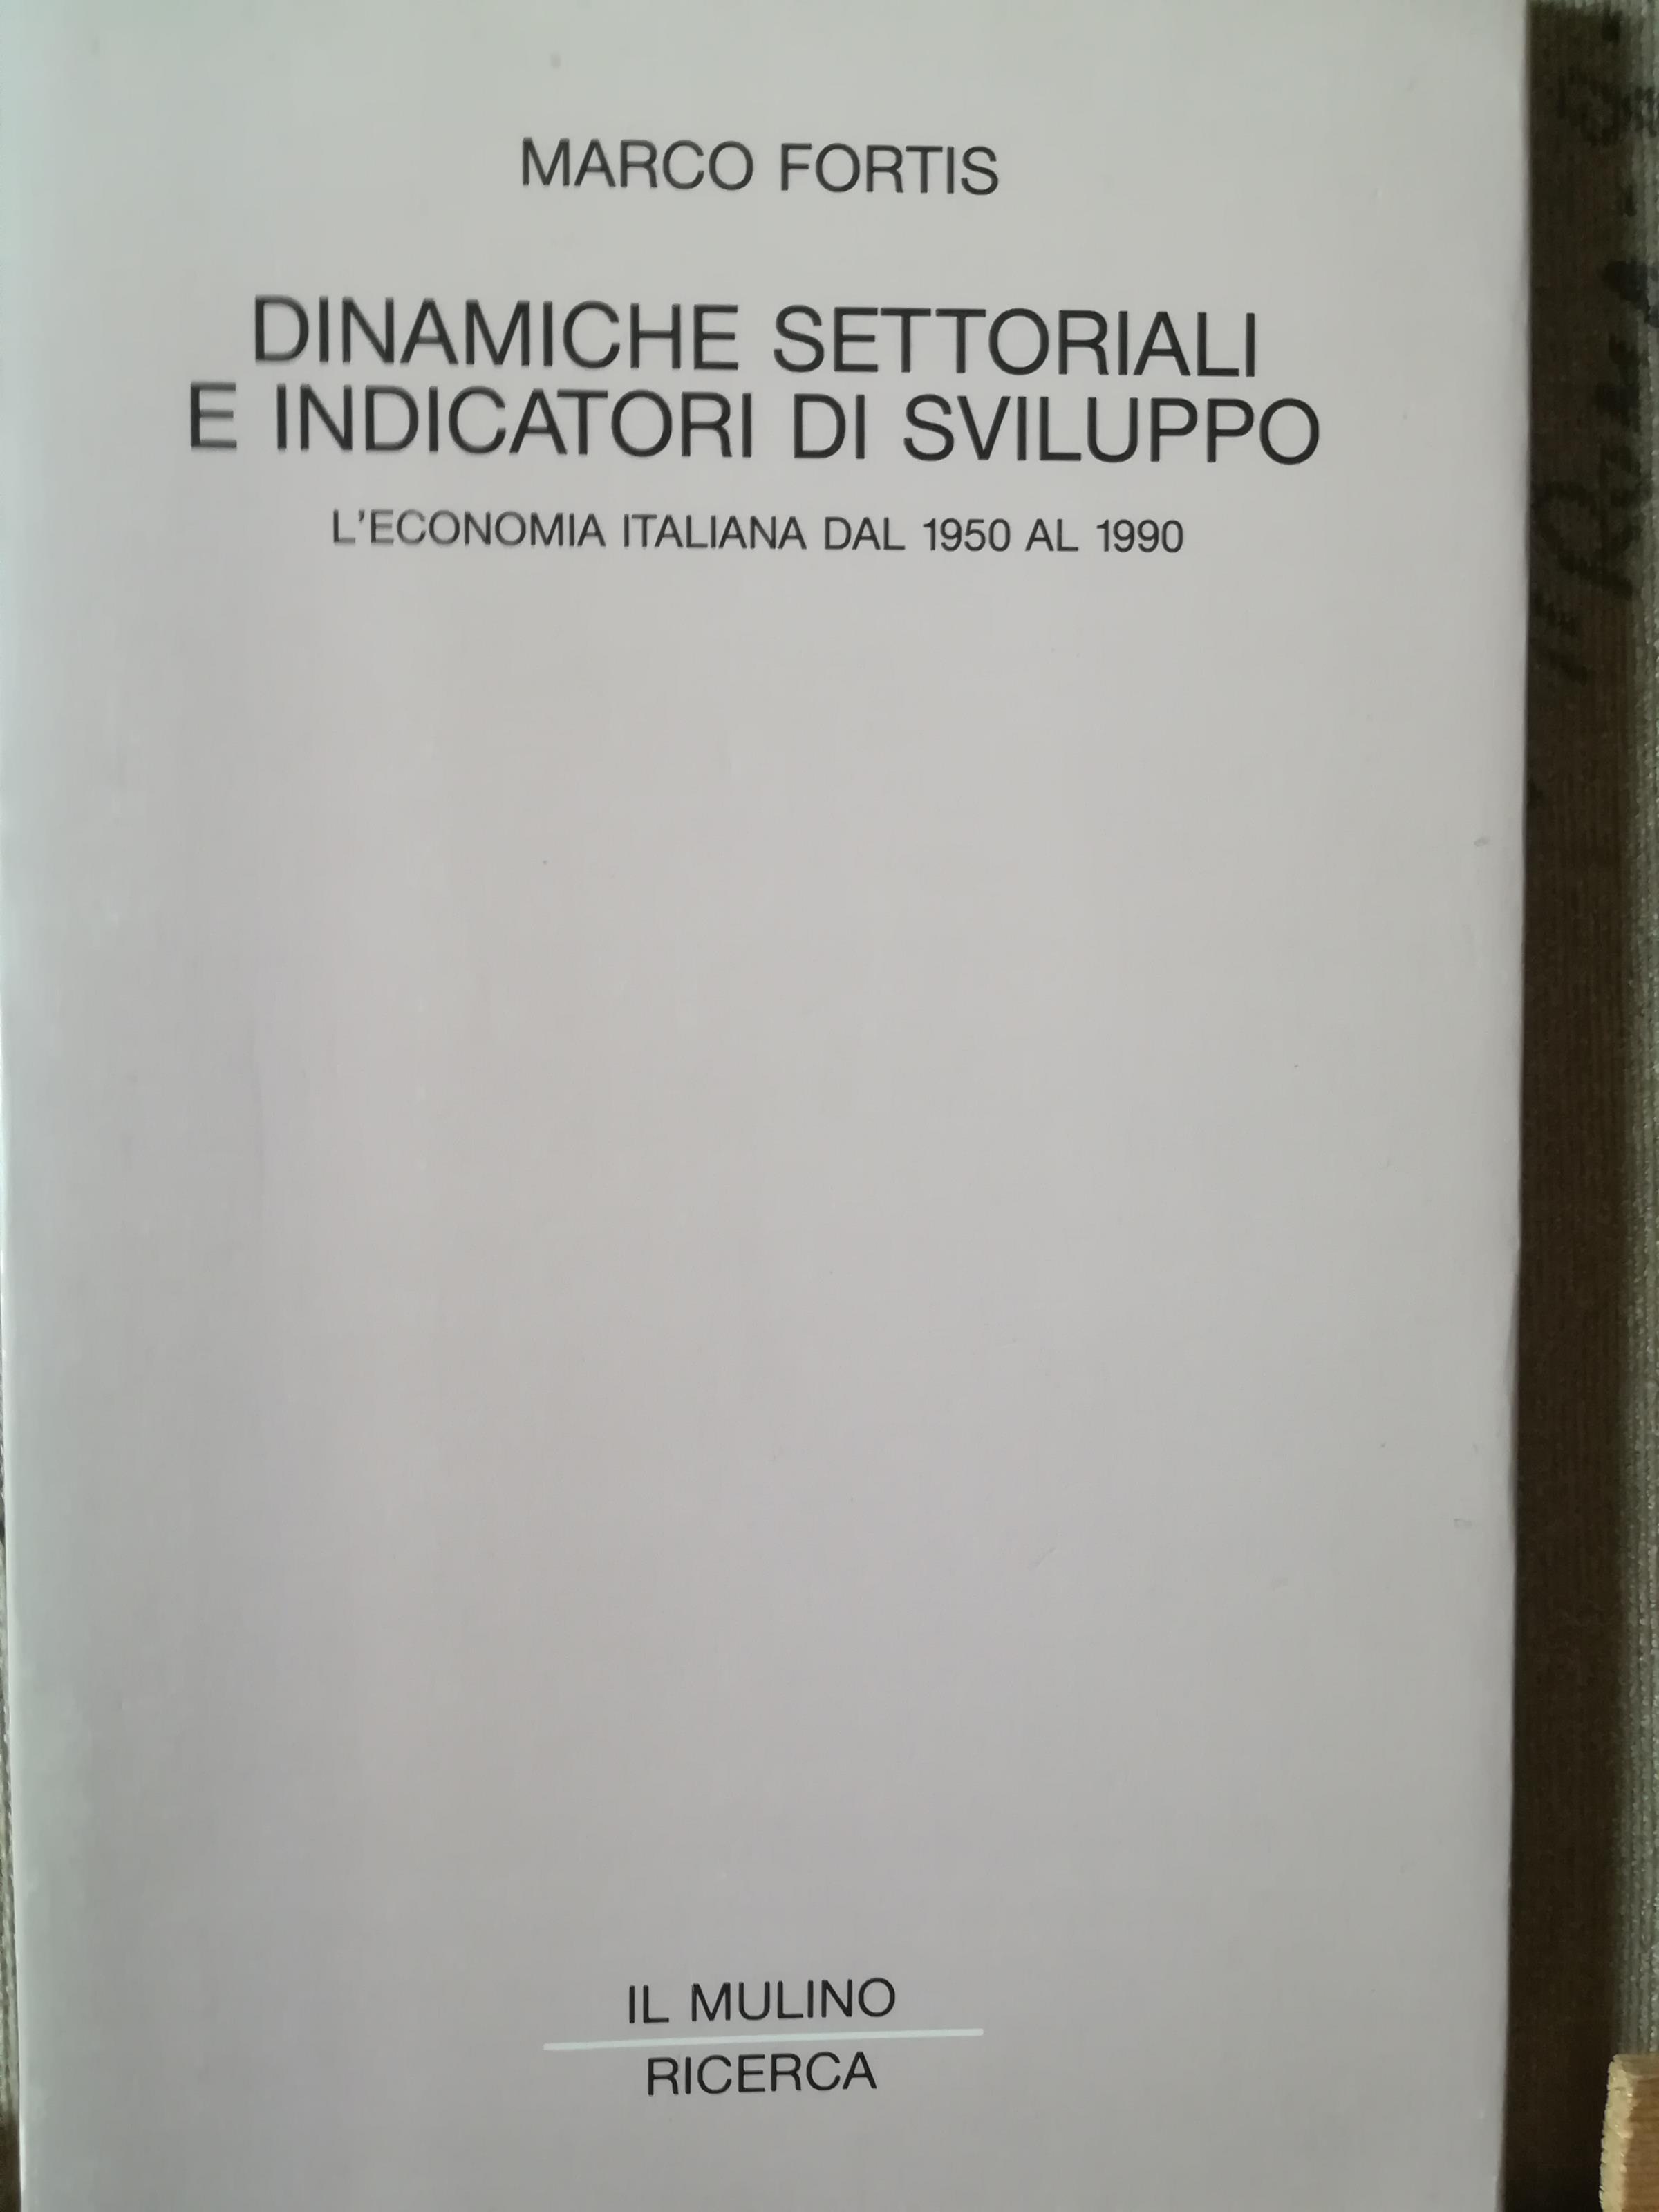 MARCO FORTIS
DINAMICHE SETTORIALI
E INDICATORI DI SVILUPPO
L'ECONOMIA ITALIANA DAL 1950 AL 1990
IL MULINO
RICERCA